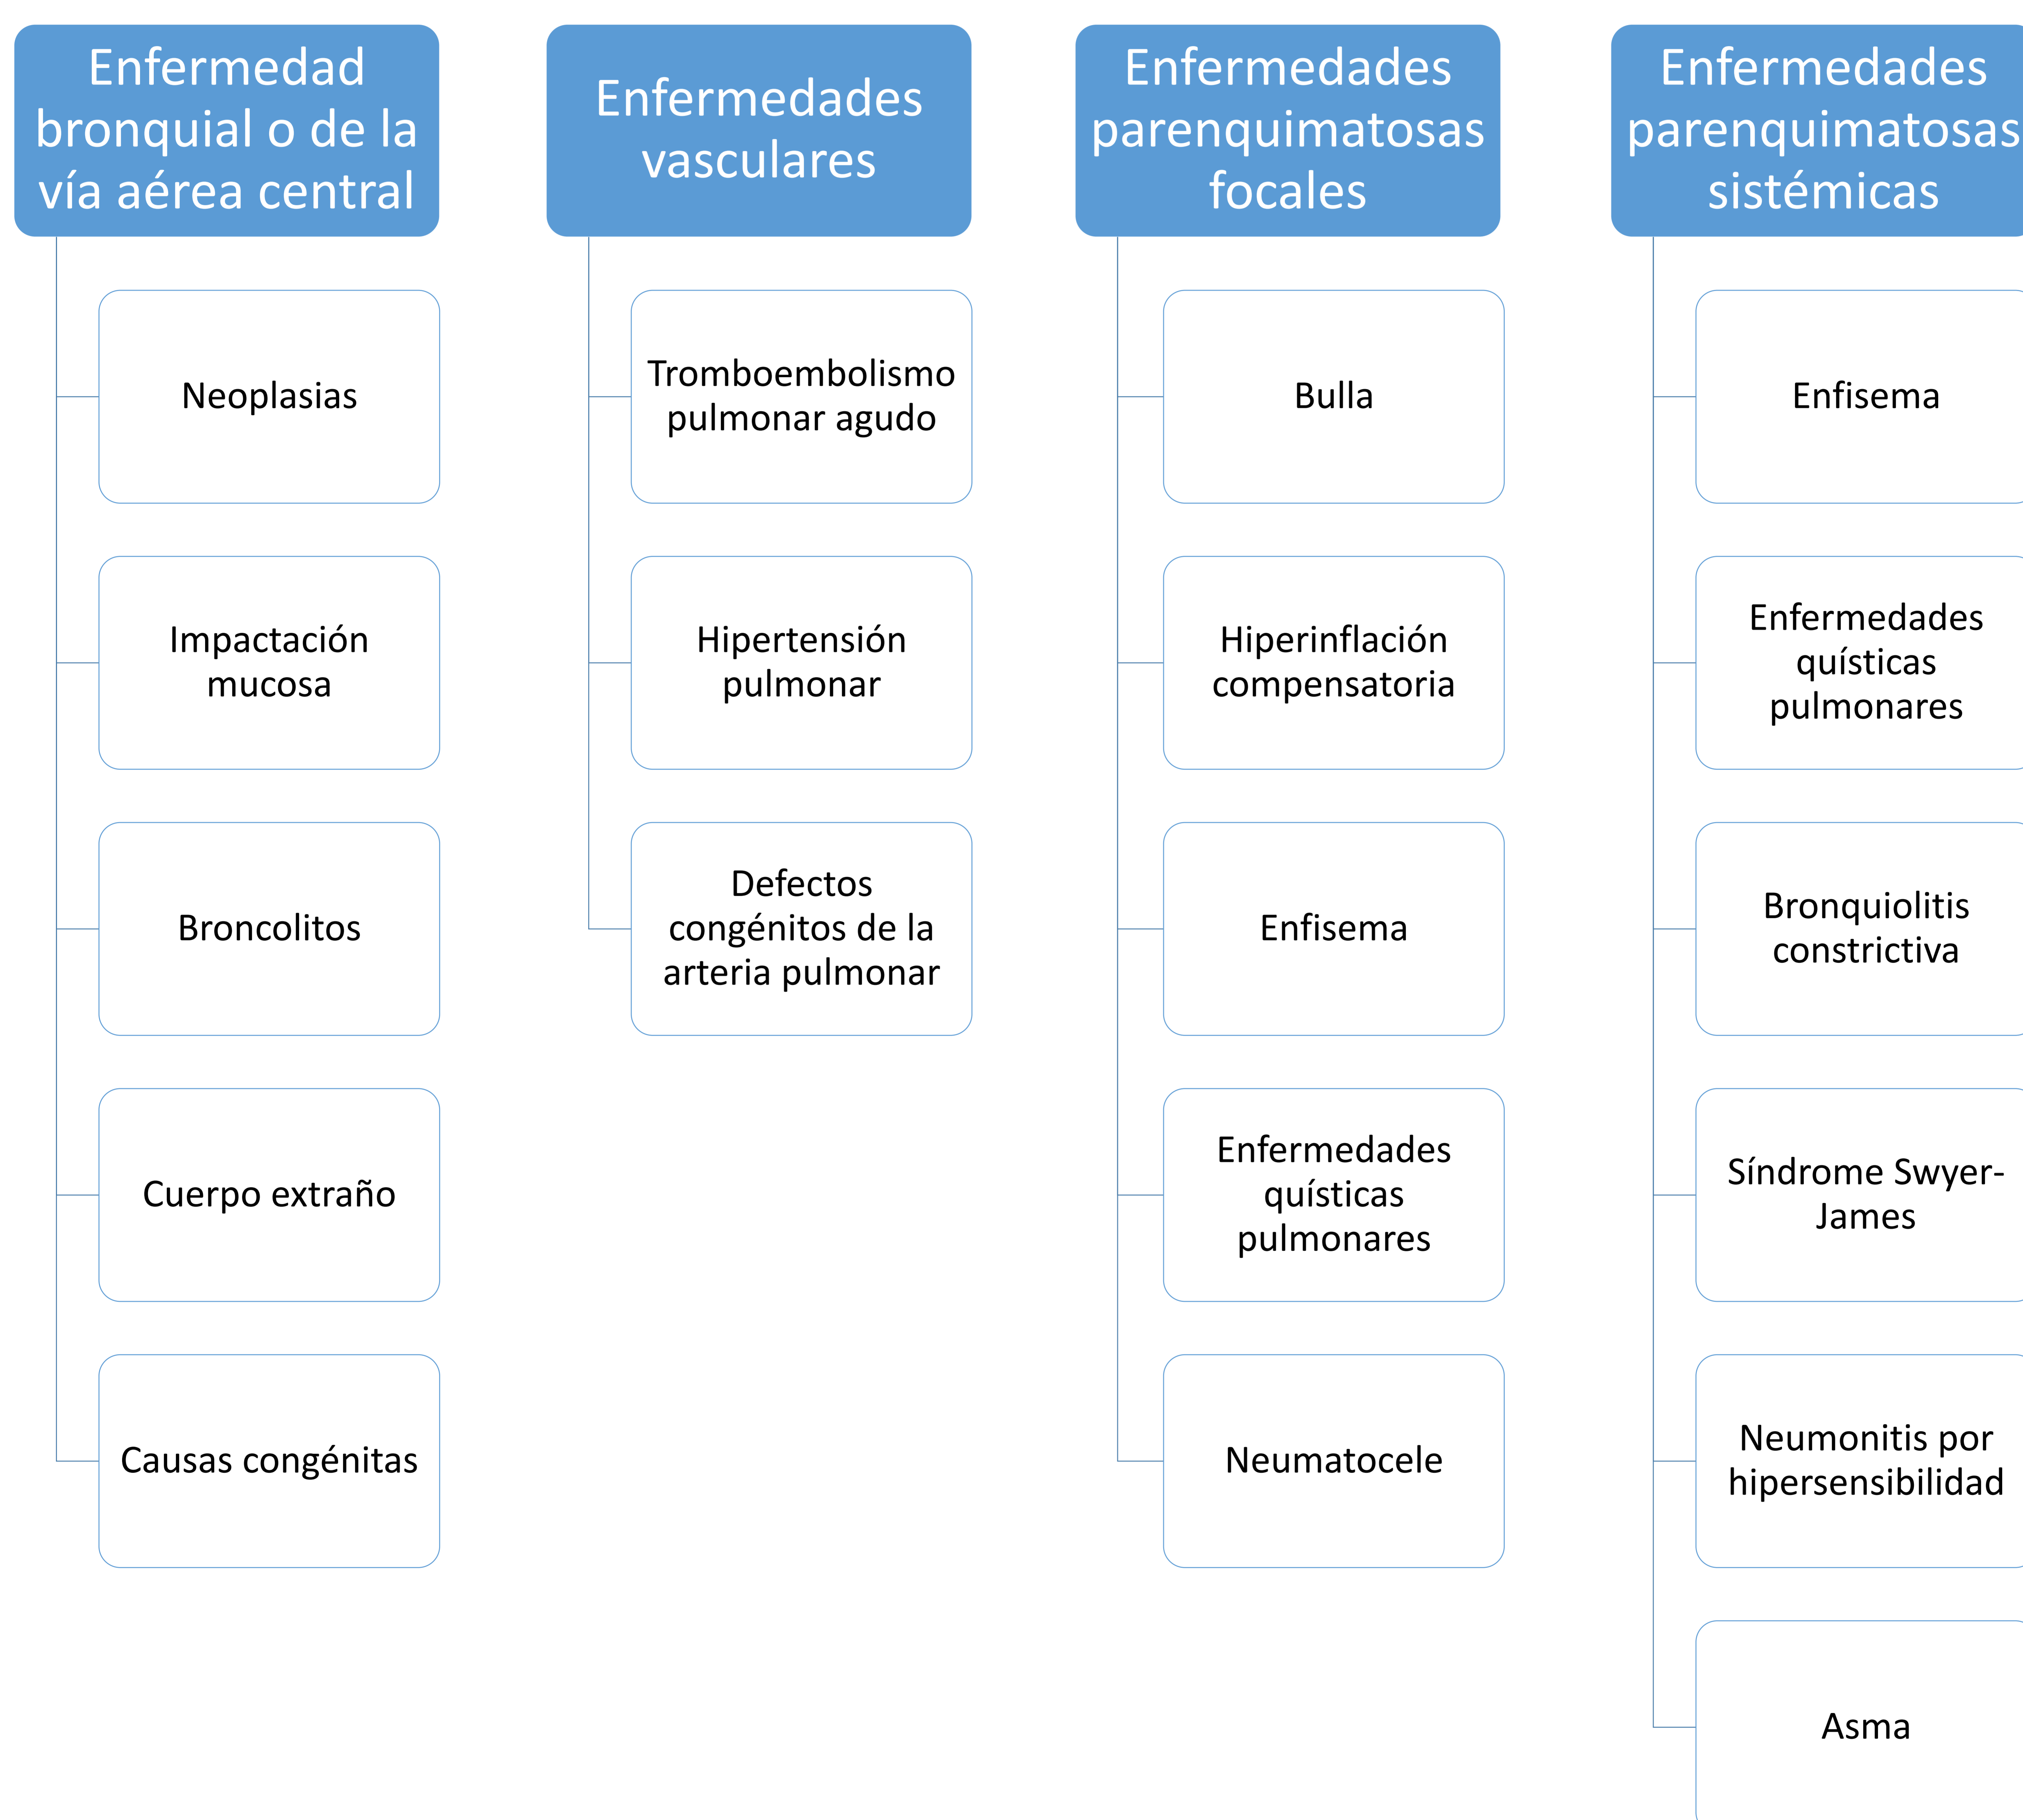 Enfermedad
bronquial o de la
vía aérea central
Neoplasias
Impactación
mucosa
Broncolitos
Cuerpo extraño
Causas congénitas
Enfermedades
vasculares
Tromboembolismo
pulmonar agudo
Hipertensión
pulmonar
Defectos
congénitos de la
arteria pulmonar
Enfermedades
parenquimatosas
focales
Bulla
Hiperinflación
compensatoria
Enfisema
Enfermedades
quísticas
pulmonares
Neumatocele
Enfermedades
parenquimatosas
sistémicas
Enfisema
Enfermedades
quísticas
pulmonares
Bronquiolitis
constrictiva
Síndrome Swyer-
James
Neumonitis por
hipersensibilidad
Asma